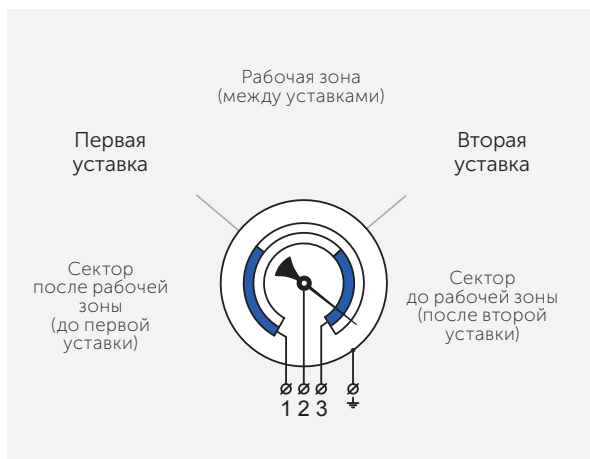 Рабочая зона
(между уставками)
Первая
уставка
Вторая
уставка
Сектор
после рабочей
зоны
(до первой
уставки)
Сектор
до рабочей зоны
(после второй
уставки)
1 2 3